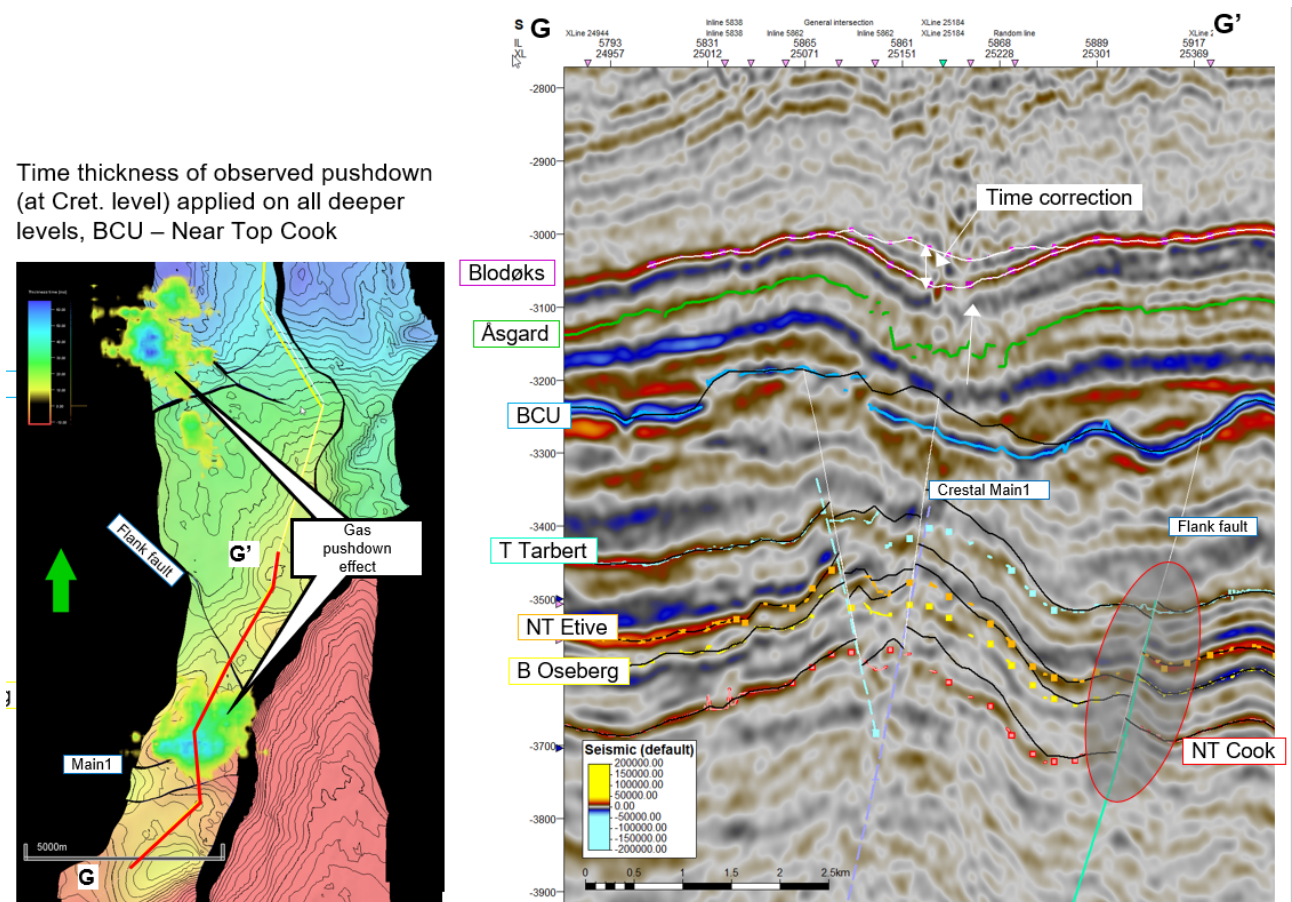 Time thickness of observed pushdown
(at Cret. level) applied on all deeper
levels, BCU – Near Top Cook
Flank fault
G'
Gas
pushdown
effect
Main1
5000m
G
S
G
G'
Inline 5838
General intersection
XLine 25184
XLine 24944
Inline 5838
Inline 5862
Inline 5862
XLine 25184
Random line
IL
5793
5831
5865
5861
5868
5889
5917
XL
24957
25012
25071
25151
25228
25301
25369
-2800
-2900
-3000
-3100
-3200
-3300
-3400
-3500
-3600
-3700
-3800
-3900
Time correction
Blodøks
Åsgard
BCU
Crestal Main1
Flank fault
T Tarbert
NT Etive
B Oseberg
NT Cook
Seismic (default)
200000.00
150000.00
100000.00
50000.00
0.00
-50000.00
-100000.00
-150000.00
-200000.00
0
0.5
1
1.5
2
2.5km